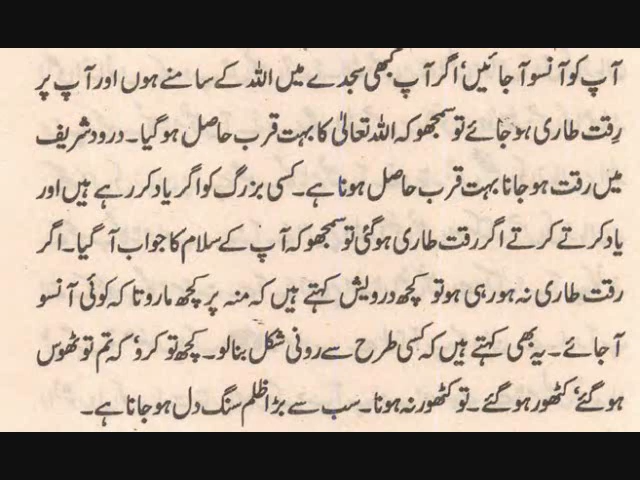 آپ کو آنسو آ جائیں‘ اگر آپ کبھی سجدے میں اللہ کے سامنے ہوں اور آپ پر
رِقت طاری ہو جائے تو سمجھو کہ اللہ تعالیٰ کا بہت قرب حاصل ہو گیا۔ درود شریف
میں رقت ہو جانا بہت قرب حاصل ہونا ہے۔ کسی بزرگ کو اگر یاد کر رہے ہیں اور
یاد کرتے کرتے اگر رقت طاری ہو گئی تو سمجھو کہ آپ کے سلام کا جواب آ گیا۔ اگر
رقت طاری نہ ہو رہی ہو تو کچھ درویش کہتے ہیں کہ منہ پر کچھ مارو تا کہ کوئی آنسو
آ جائے۔ یہ بھی کہتے ہیں کہ کسی طرح سے رونی شکل بنا لو۔ کچھ تو کرو‘ کہ تم تو ٹھوس
ہو گئے‘ کٹھور ہو گئے۔ تو کٹھور نہ ہونا۔ سب سے بڑا ظلم سنگ دل ہو جانا ہے۔